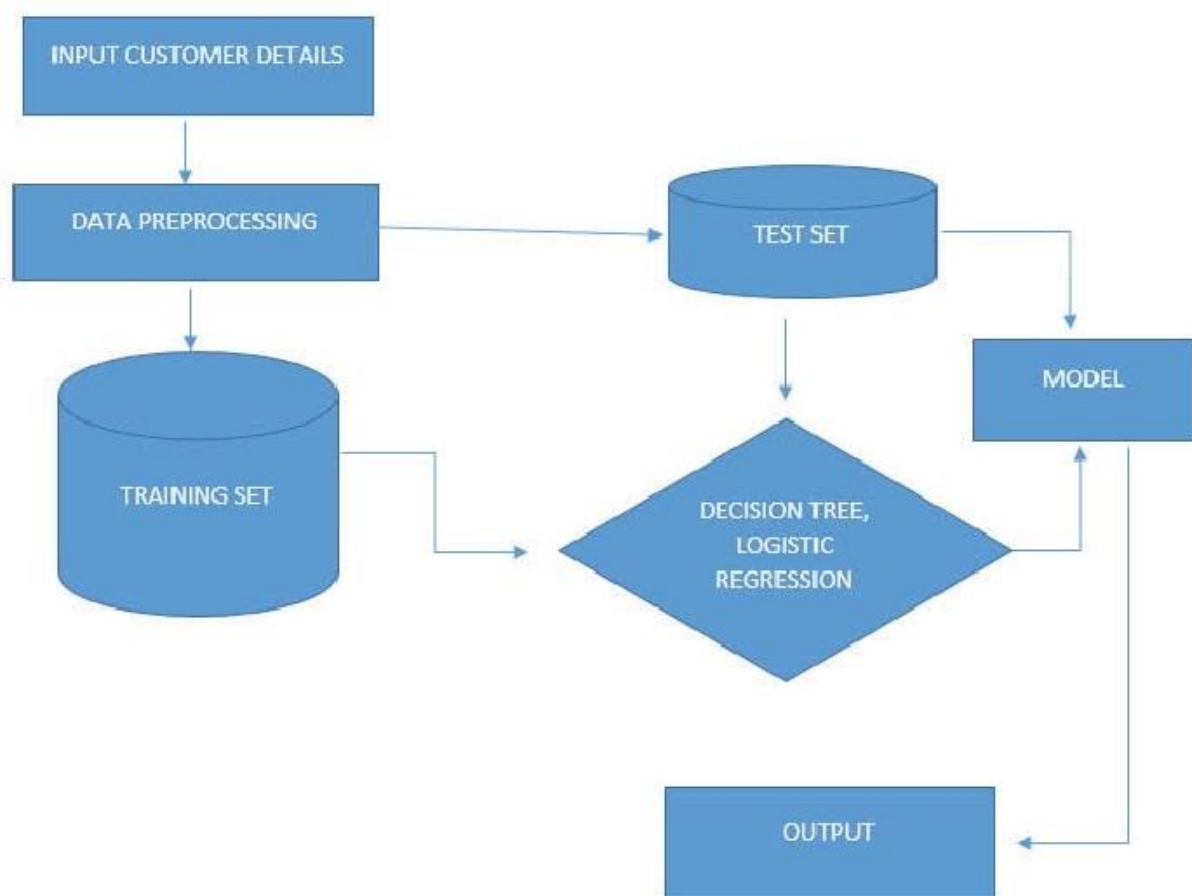 INPUT CUSTOMER DETAILS
DATA PREPROCESSING
TEST SET
MODEL
TRAINING SET
DECISION TREE,
LOGISTIC
REGRESSION
OUTPUT